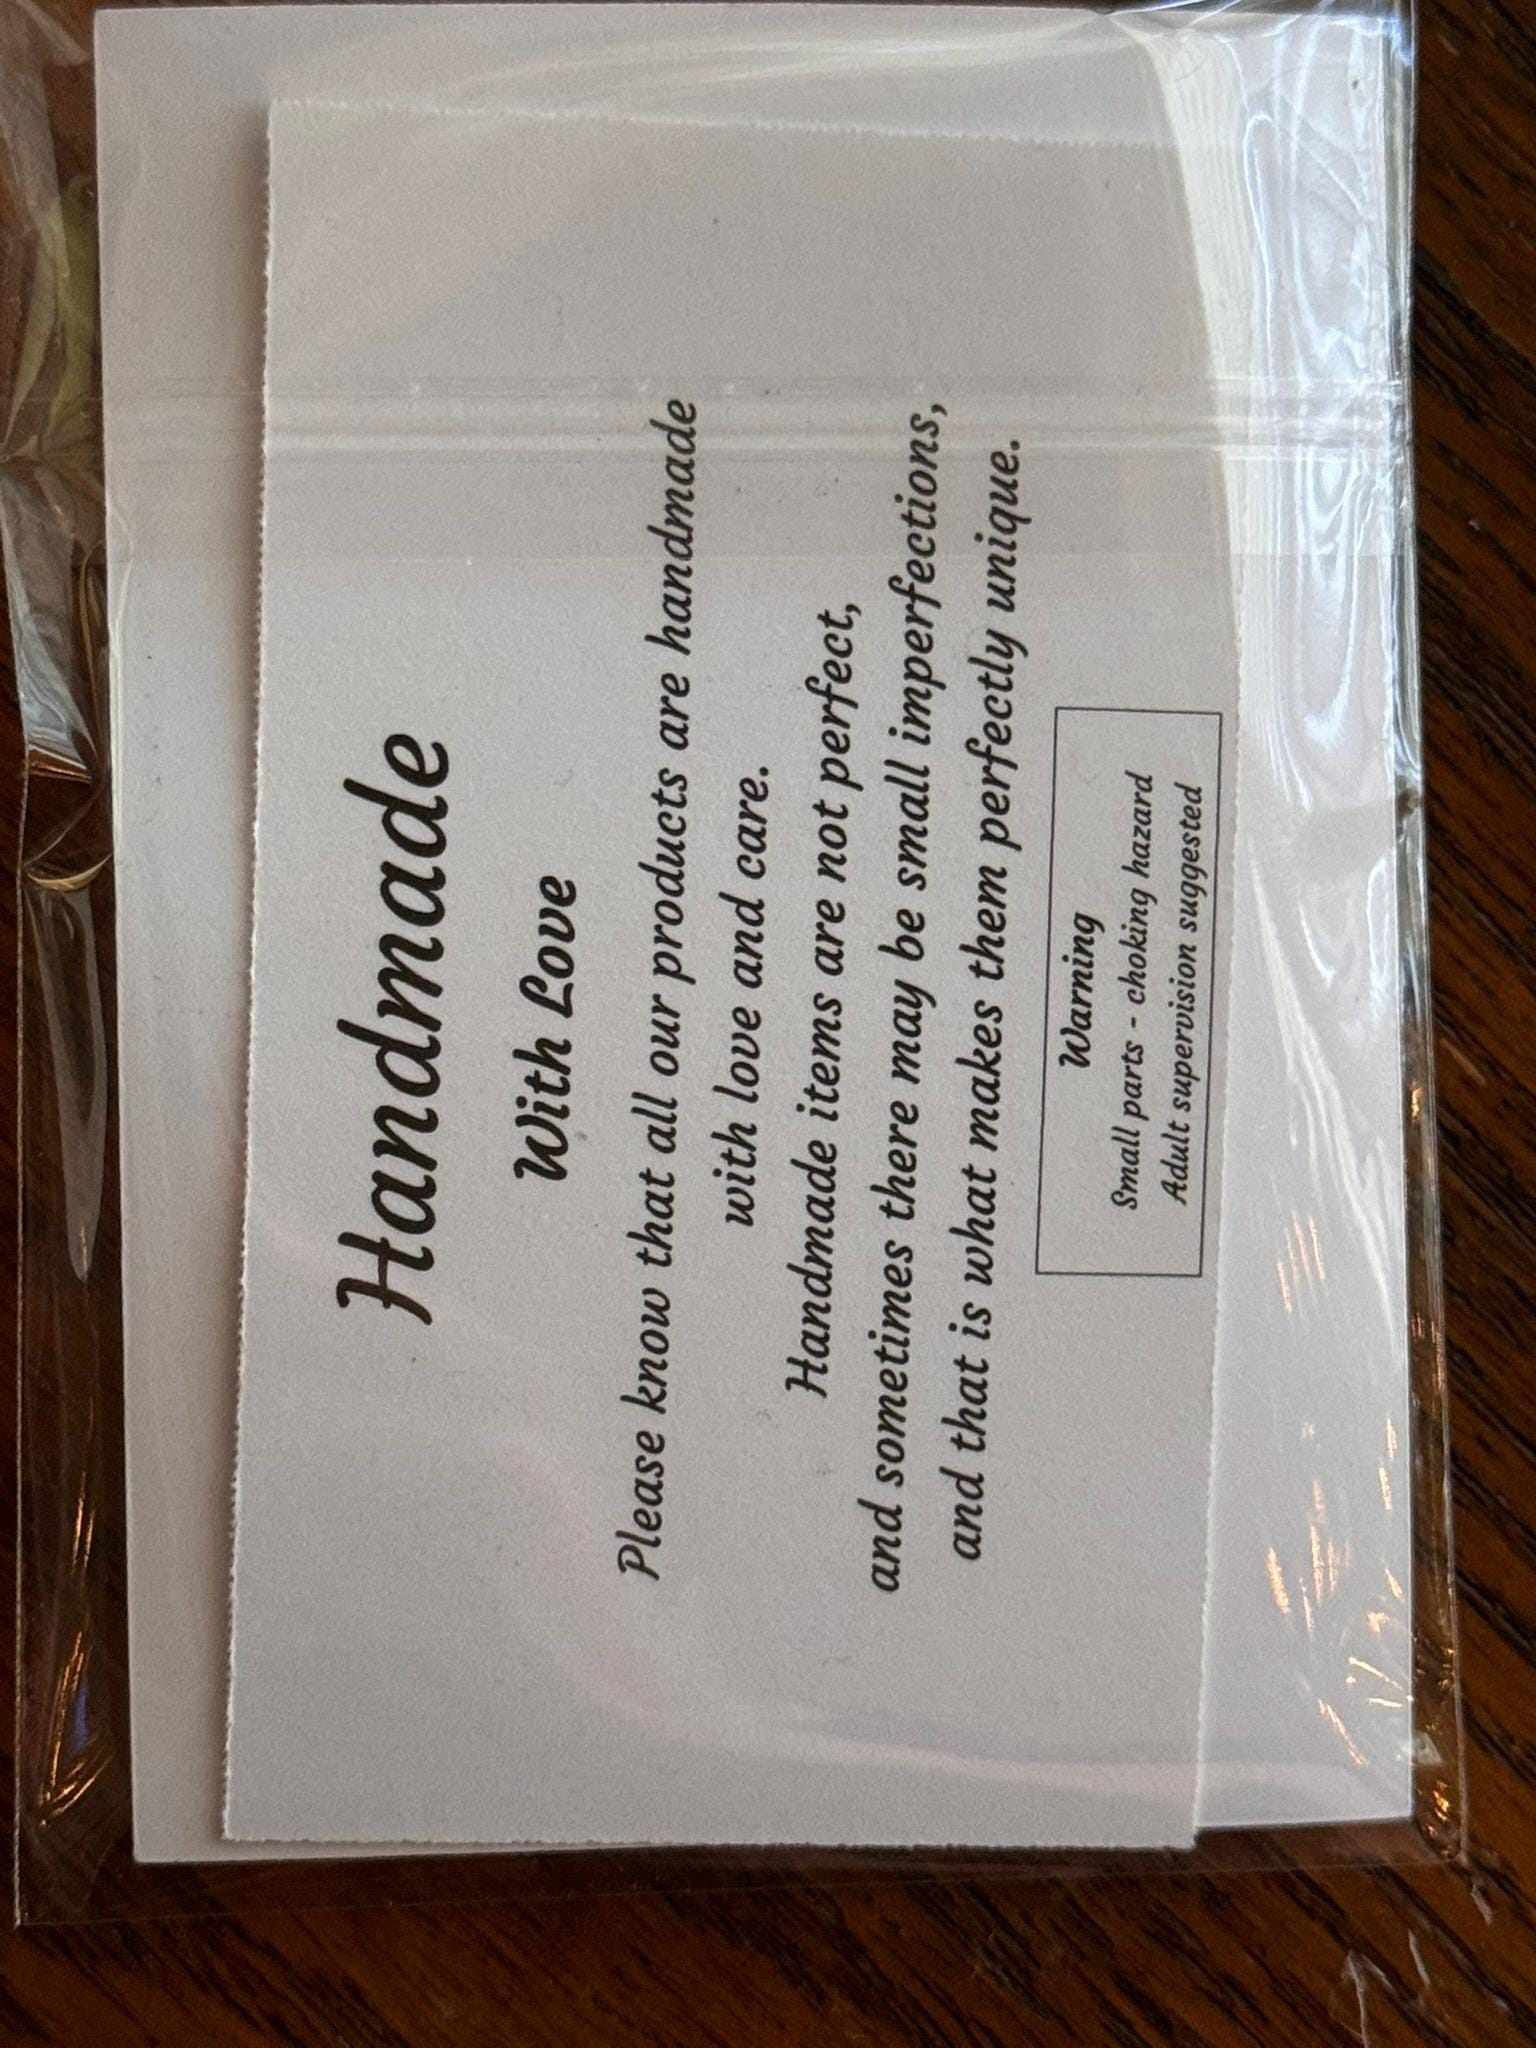 Handmade
With Love
Please know that all our products are handmade
with love and care.
Handmade items are not perfect,
and sometimes there may be small imperfections,
and that is what makes them perfectly unique.
Warning
Small parts - choking hazard
Adult supervision suggested